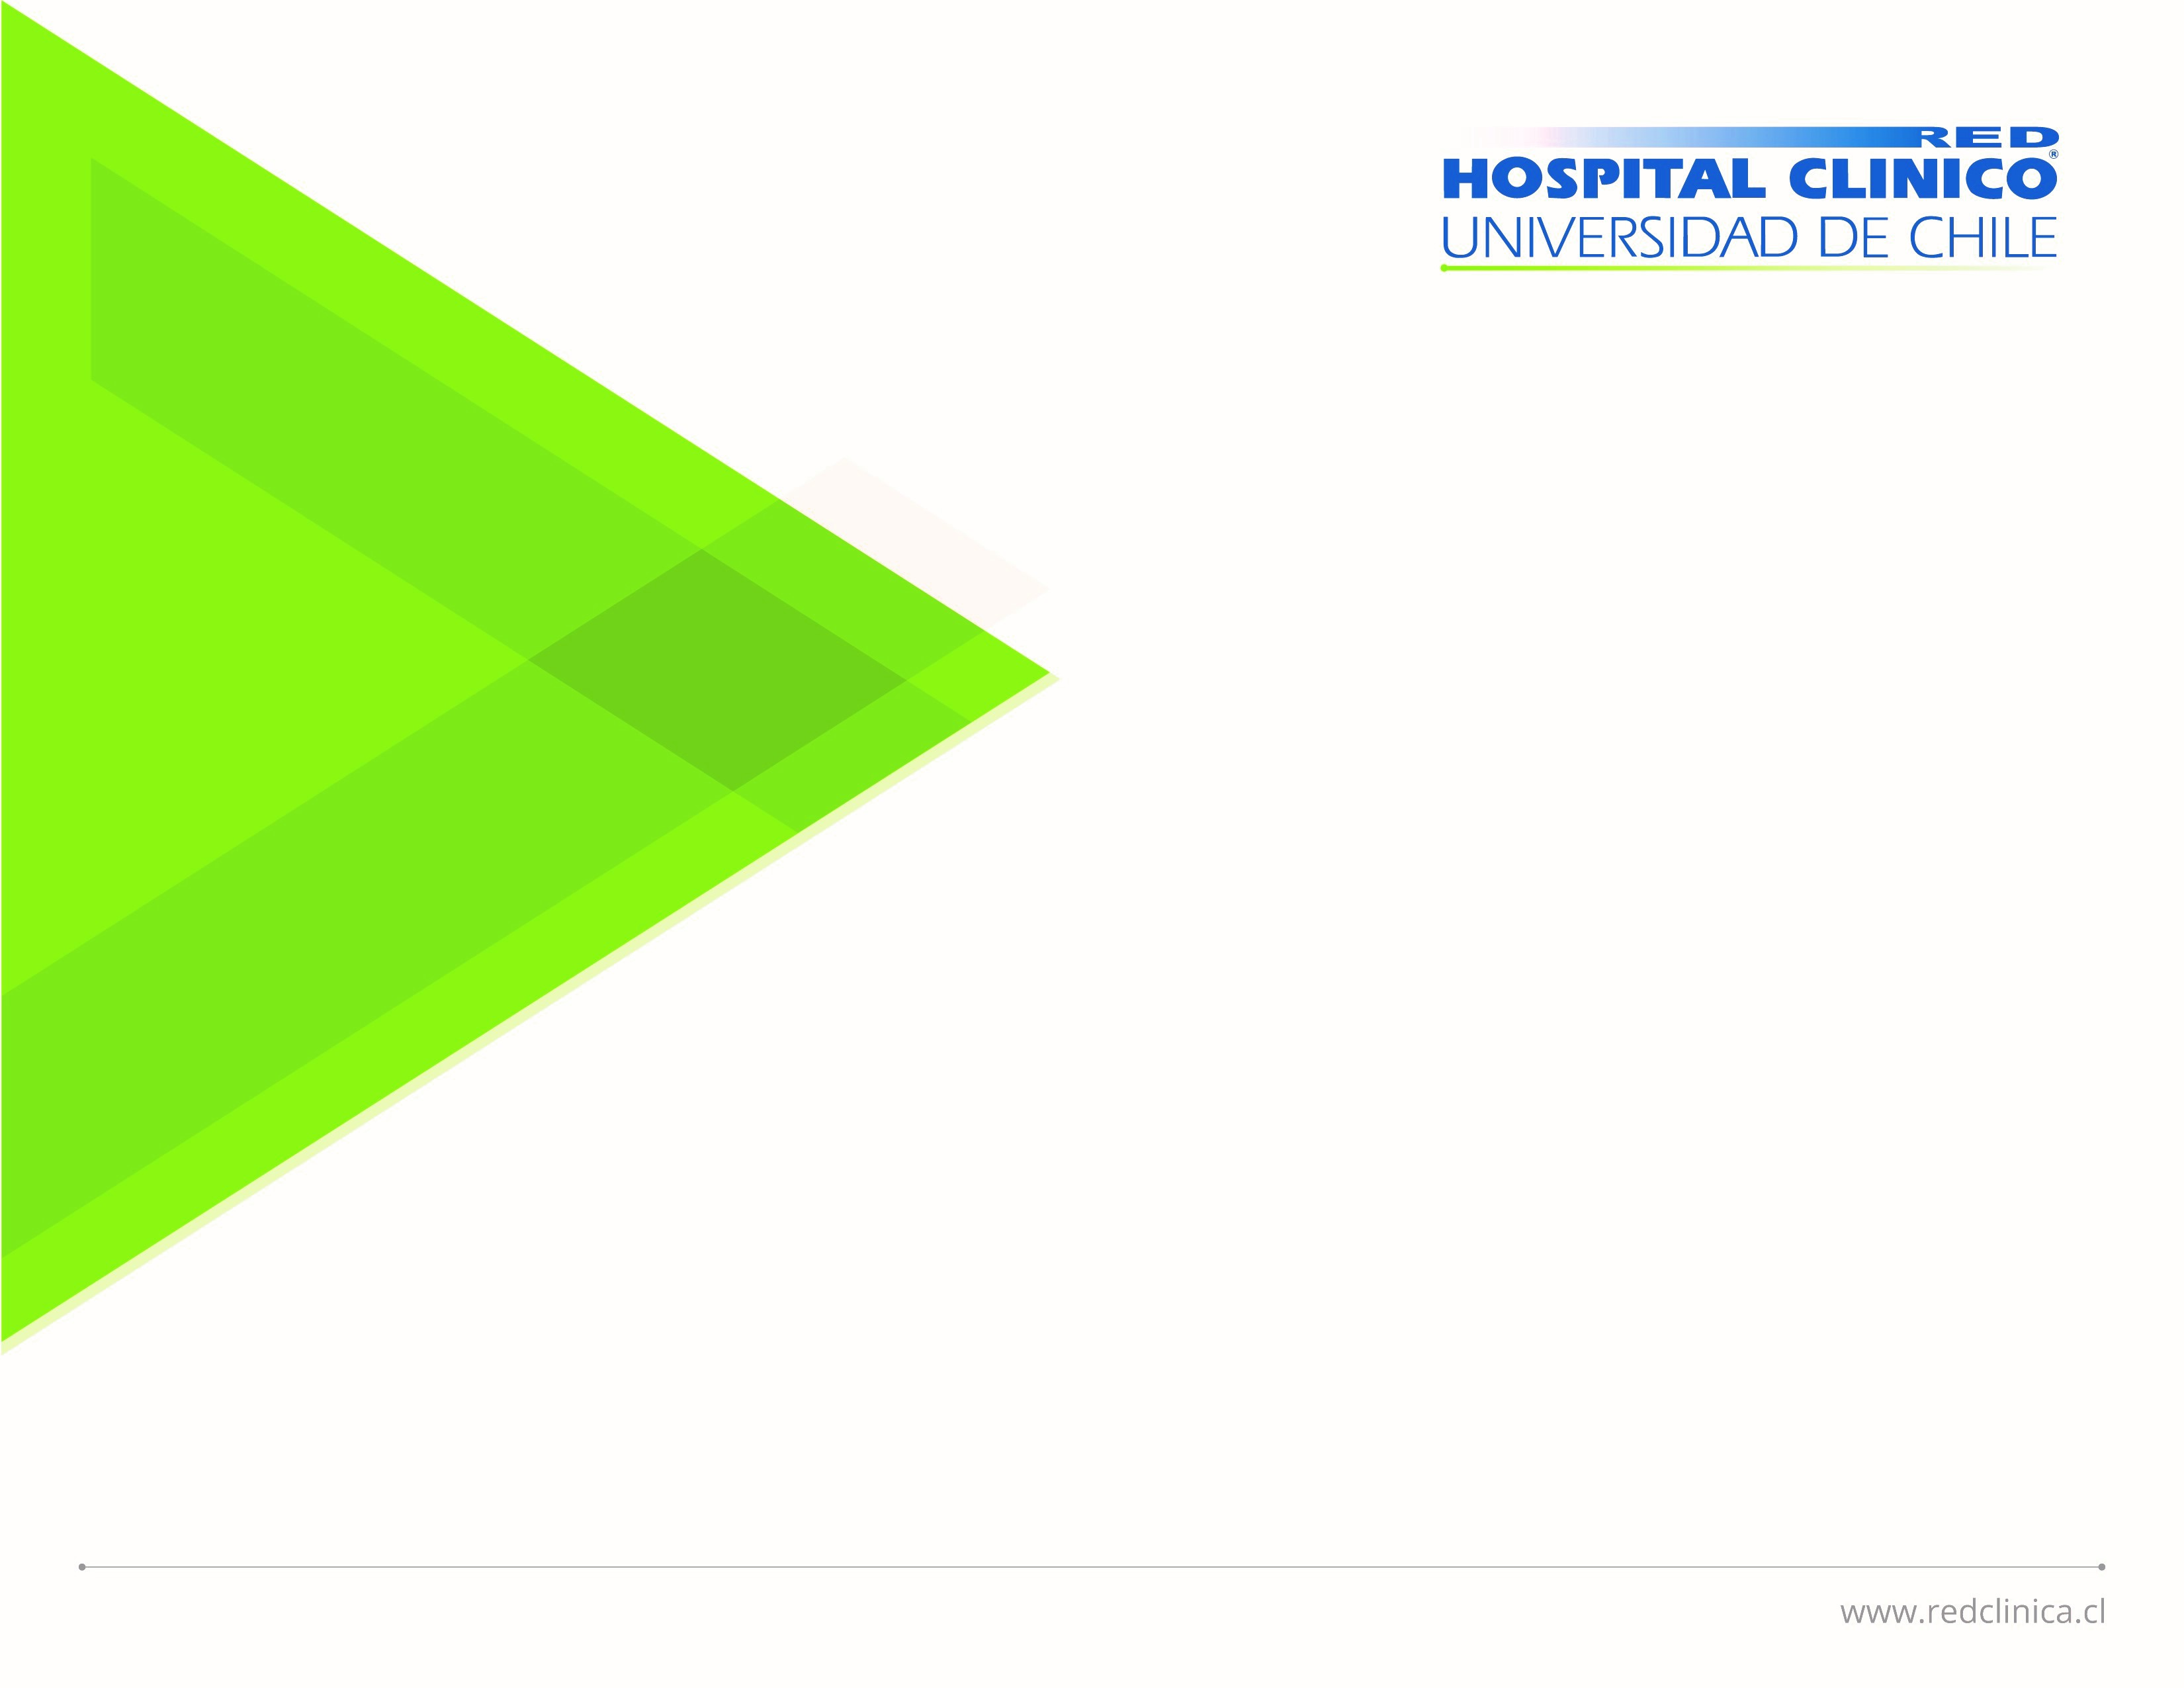 RED
HOSPITAL CLINICO®
UNIVERSIDAD DE CHILE
www.redclinica.cl